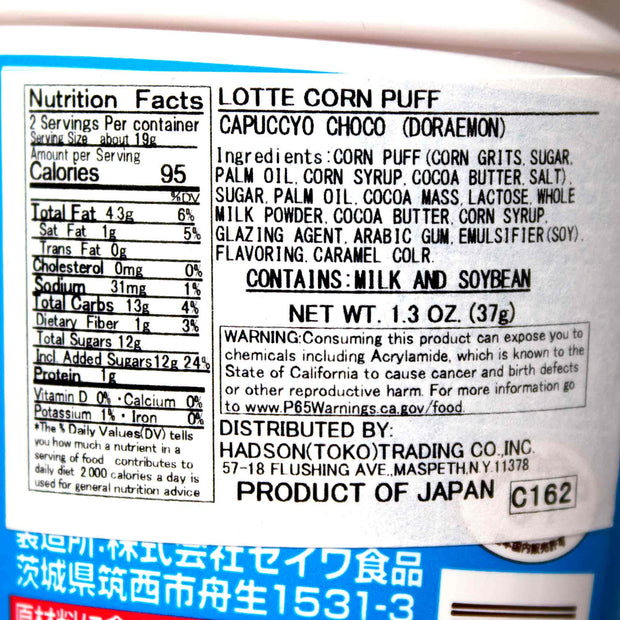 Nutrition Facts
2 Servings Per container
Serving Size about 19g
Amount per Serving
Calories 95
%DV
Total Fat 4.3g 6%
Sat Fat 1g 5%
Trans Fat 0g
Cholesterol 0mg 0%
Sodium 31mg 1%
Total Carbs 13g 4%
Dietary Fiber 1g 3%
Total Sugars 12g
Incl. Added Sugars 12g 24%
Protein 1g
Vitamin D 0% · Calcium 0%
Potassium 1% · Iron 0%
*The % Daily Values(DV) tells
you how much a nutrient in a
serving of food contributes to
daily diet 2000 calories a day is
used for general nutrition advice
LOTTE CORN PUFF
CAPUCCYO CHOCO (DORAEMON)
Ingredients:CORN PUFF(CORN GRITS, SUGAR,
PALM OIL, CORN SYRUP, COCOA BUTTER, SALT),
SUGAR, PALM OIL, COCOA MASS, LACTOSE, WHOLE
MILK POWDER, COCOA BUTTER, CORN SYRUP,
GLAZING AGENT, ARABIC GUM, EMULSIFIER(SOY),
FLAVORING, CARAMEL COLR.
CONTAINS:MILK AND SOYBEAN
NET WT. 1.3 OZ. (37g)
WARNING:Consuming this product can expose you to
chemicals including Acrylamide, which is known to the
State of California to cause cancer and birth defects
or other reproductive harm. For more information go
to www.P65Warnings.ca.gov/food.
DISTRIBUTED BY:
HADSON(TOKO)TRADING CO.,INC.
57-18 FLUSHING AVE.,MASPETH,N.Y.11378
PRODUCT OF JAPAN C162
製造所・株式会社セイワ食品
茨城県筑西市舟生1531-3